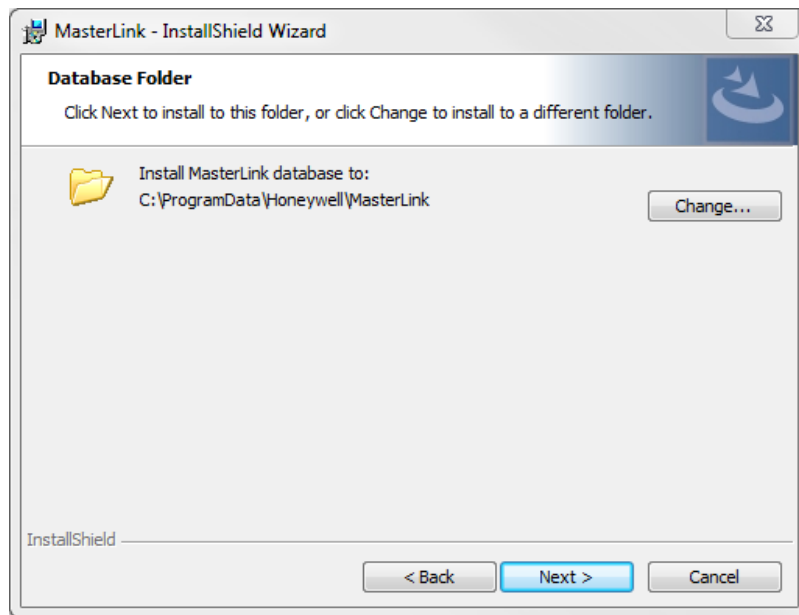 MasterLink - InstallShield Wizard
Database Folder
Click Next to install to this folder, or click Change to install to a different folder.
Install MasterLink database to:
C:\ProgramData\Honeywell\MasterLink
Change...
InstallShield
< Back
Next >
Cancel